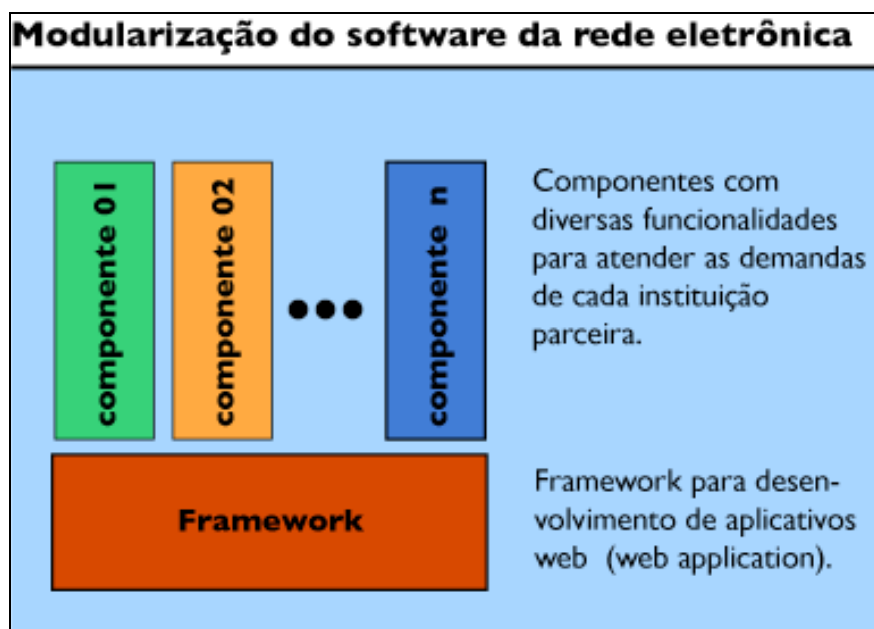 Modularização do software da rede eletrônica
componente 01
componente 02
componente n
Componentes com
diversas funcionalidades
para atender as demandas
de cada instituição
parceira.
Framework
Framework para desen-
volvimento de aplicativos
web (web application).